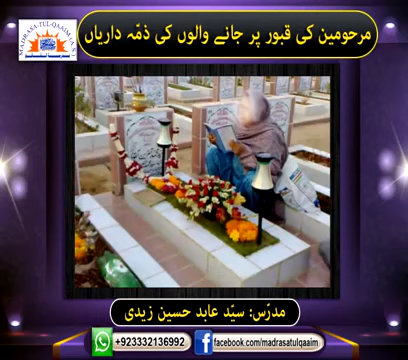 MADRASA-TUL-QAAIM (A.S)
مرحومین کی قبور پر جانے والوں کی ذمّہ داریاں
مدرّس: سیّد عابد حسین زیدی
+923332136992
facebook.com/madrasatulqaaim